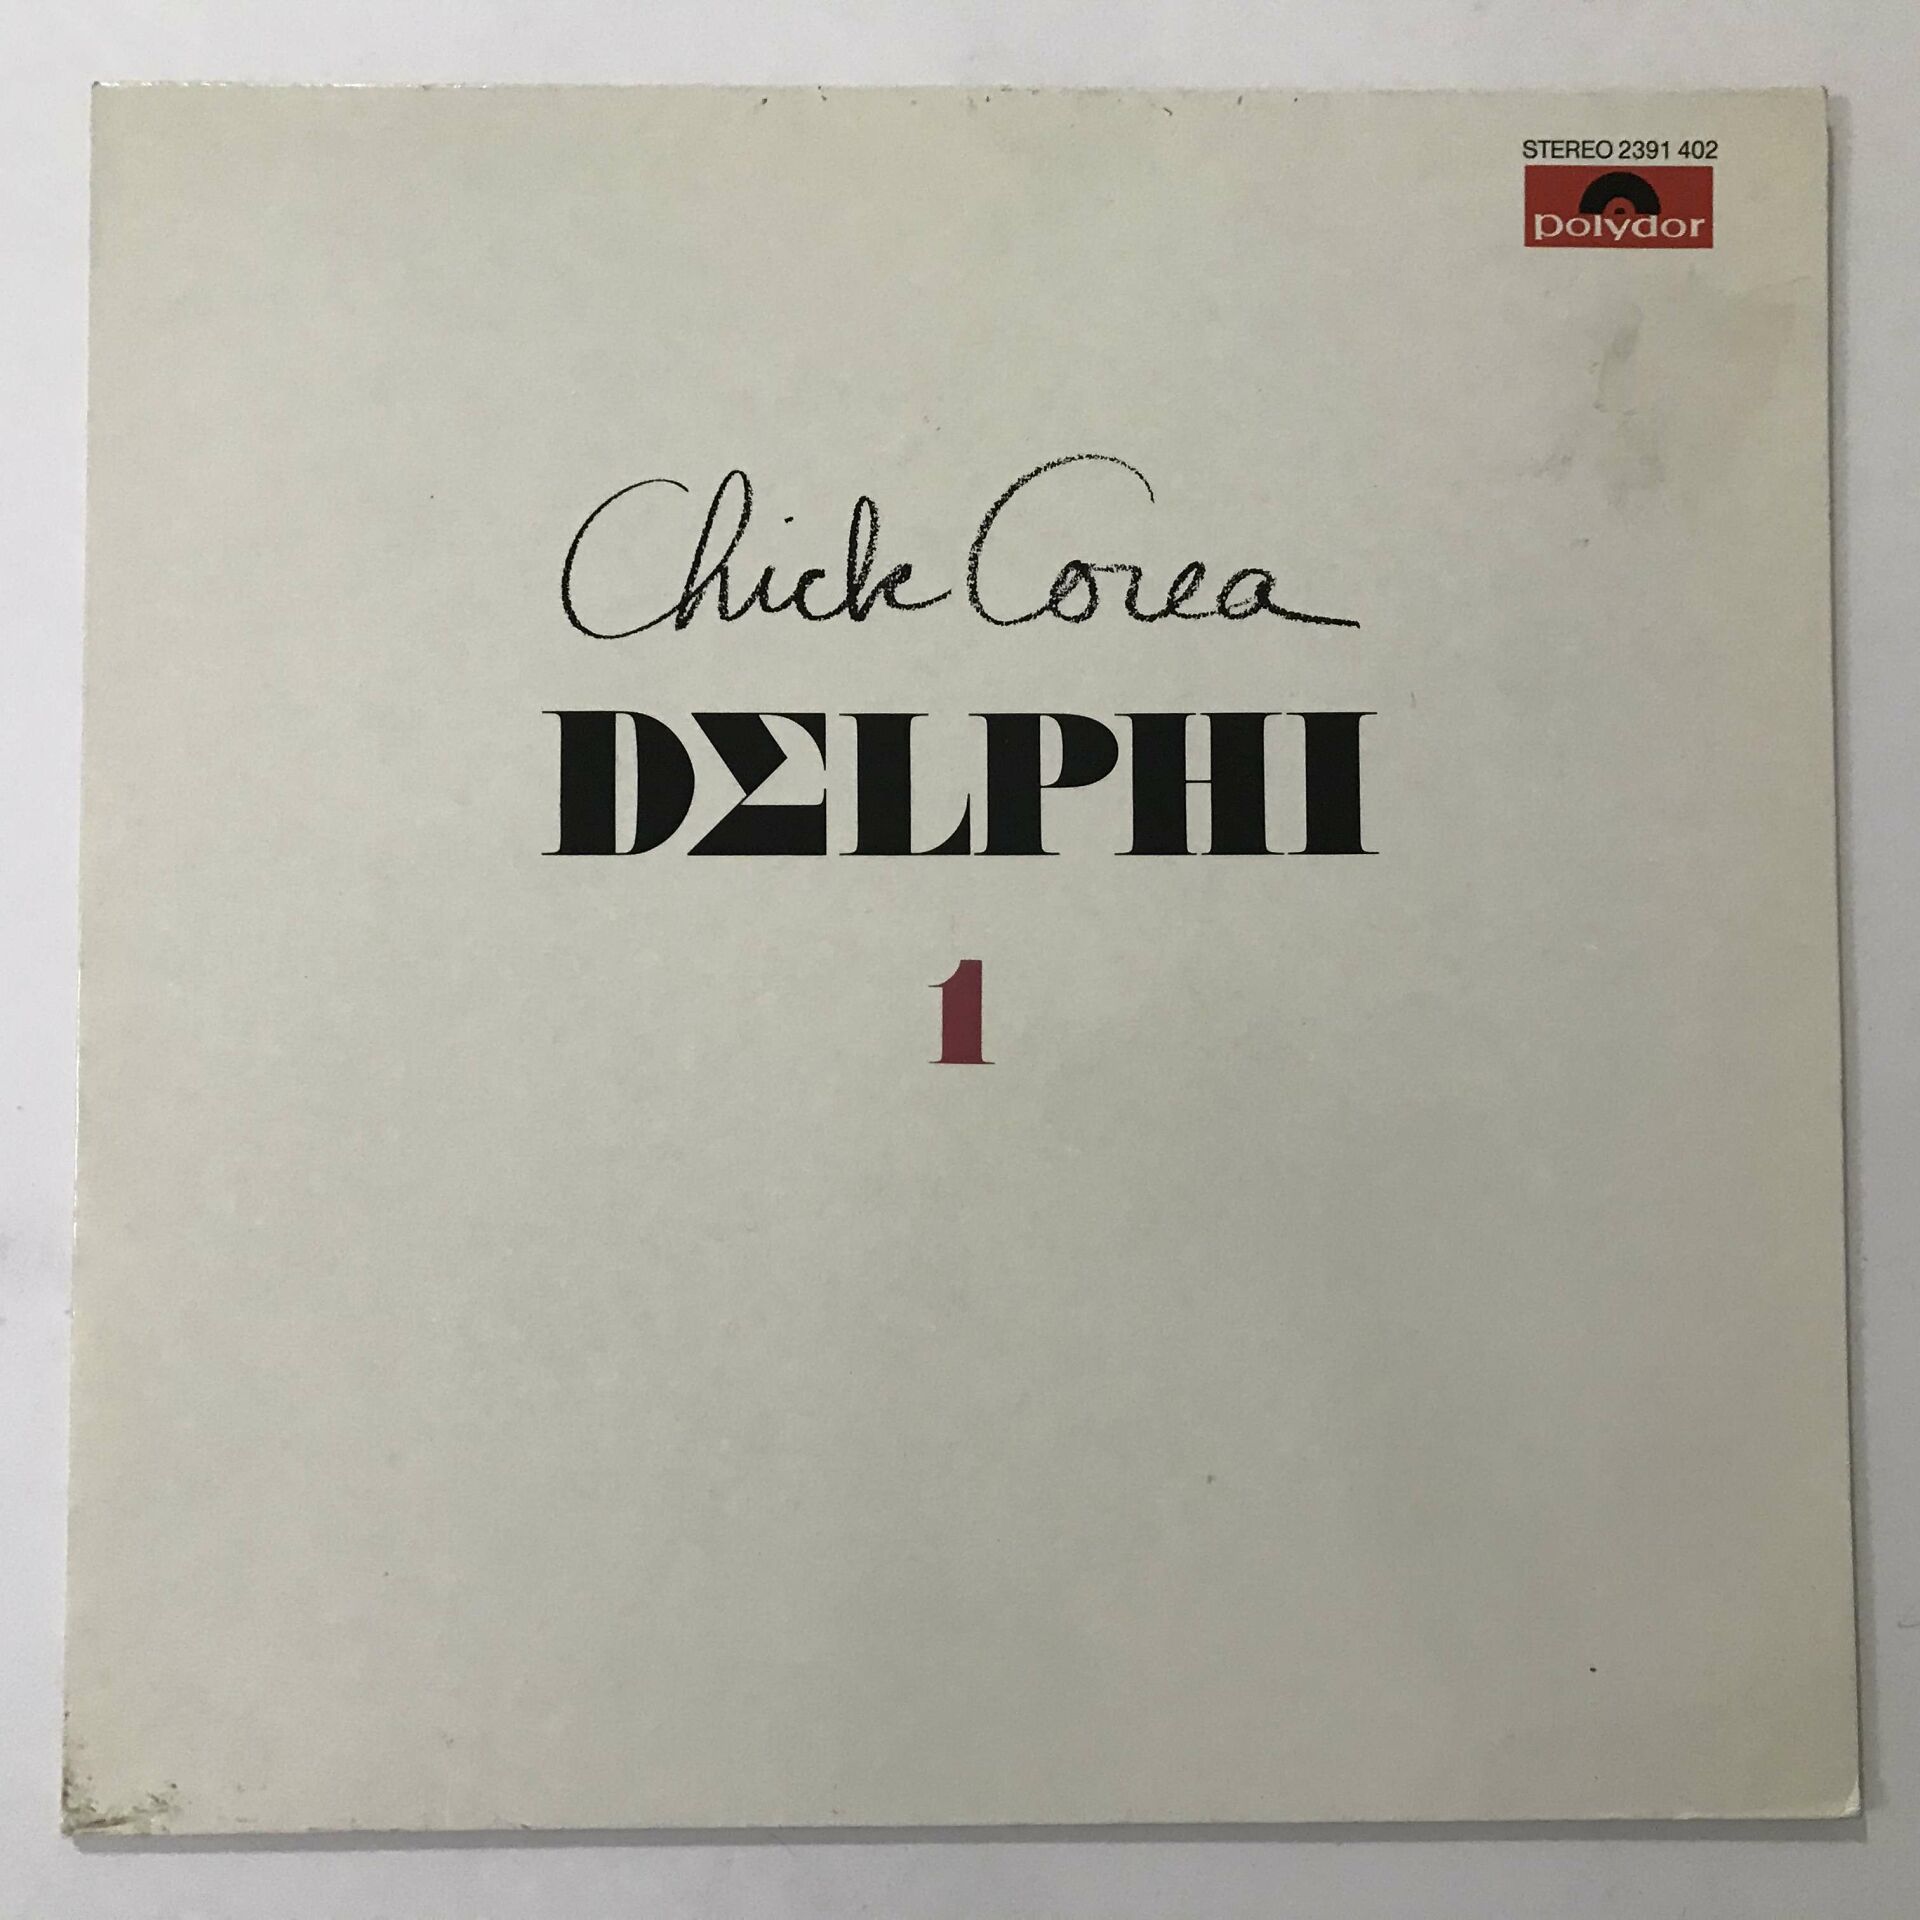 STEREO 2391 402
polydor
Chick Corea
DΣLPHI
1